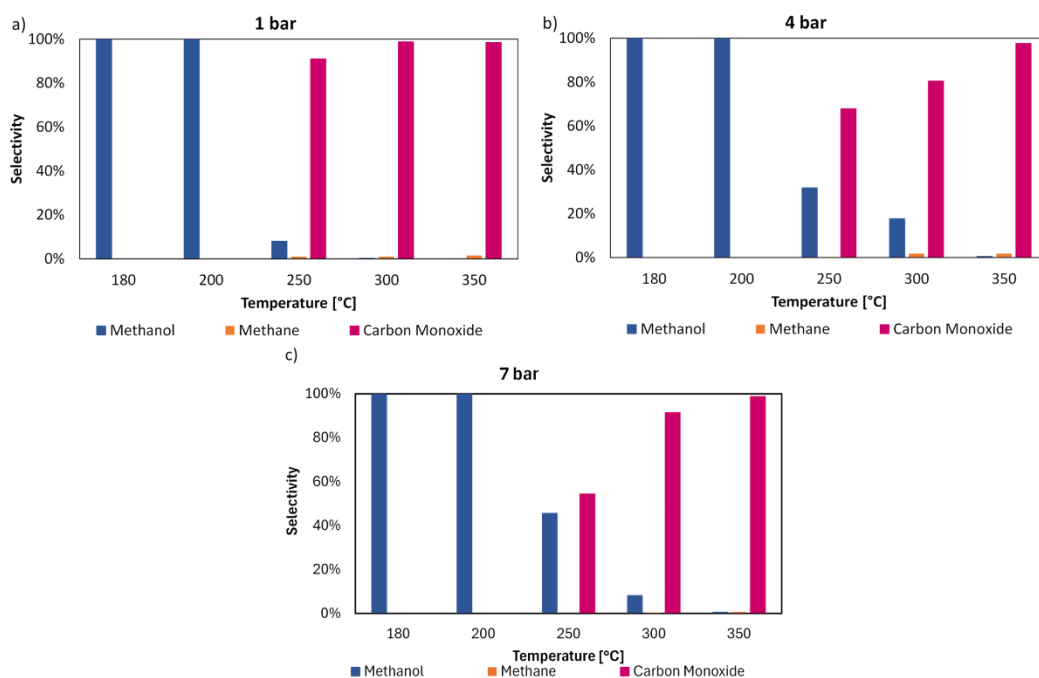 a)
1 bar
100%
80%
60%
40%
20%
0%
Selectivity
180 200 250 300 350
Temperature [°C]
Methanol Methane Carbon Monoxide
b)
4 bar
100%
80%
60%
40%
20%
0%
Selectivity
180 200 250 300 350
Temperature [°C]
Methanol Methane Carbon Monoxide
c)
7 bar
100%
80%
60%
40%
20%
0%
Selectivity
180 200 250 300 350
Temperature [°C]
Methanol Methane Carbon Monoxide